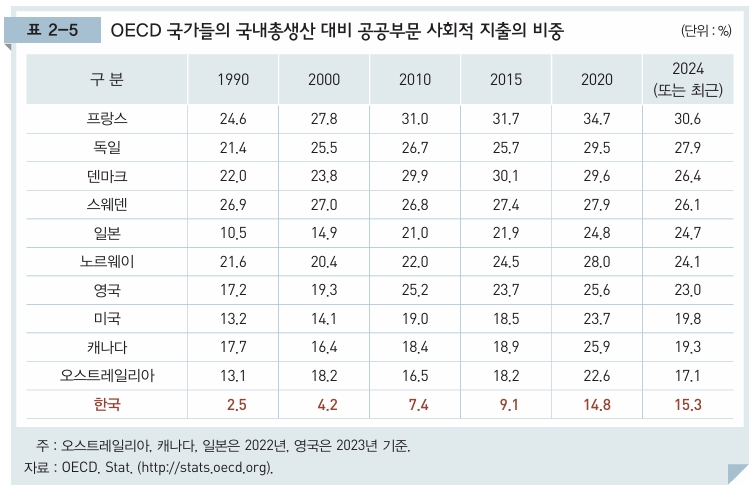 표 2-5 OECD 국가들의 국내총생산 대비 공공부문 사회적 지출의 비중 (단위 : %)
구 분 1990 2000 2010 2015 2020 2024 (또는 최근)
프랑스 24.6 27.8 31.0 31.7 34.7 30.6
독일 21.4 25.5 26.7 25.7 29.5 27.9
덴마크 22.0 23.8 29.9 30.1 29.6 26.4
스웨덴 26.9 27.0 26.8 27.4 27.9 26.1
일본 10.5 14.9 21.0 21.9 24.8 24.7
노르웨이 21.6 20.4 22.0 24.5 28.0 24.1
영국 17.2 19.3 25.2 23.7 25.6 23.0
미국 13.2 14.1 19.0 18.5 23.7 19.8
캐나다 17.7 16.4 18.4 18.9 25.9 19.3
오스트레일리아 13.1 18.2 16.5 18.2 22.6 17.1
한국 2.5 4.2 7.4 9.1 14.8 15.3
주 : 오스트레일리아, 캐나다, 일본은 2022년, 영국은 2023년 기준.
자료 : OECD, Stat, (http://stats.oecd.org).